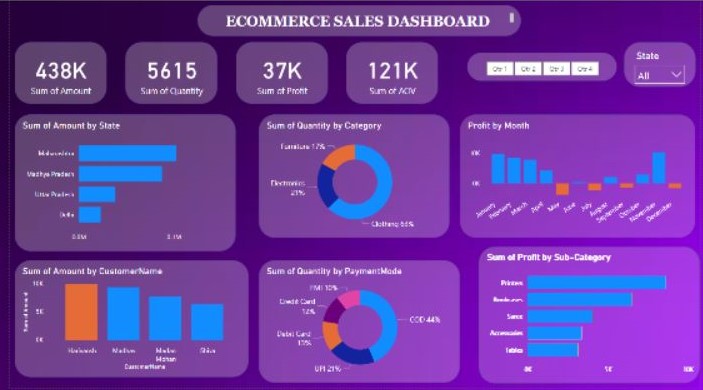 ECOMMERCE SALES DASHBOARD
438K
Sum of Amount
5615
Sum of Quantity
37K
Sum of Profit
121K
Sum of AOV
Qtr 1 Qtr 2 Qtr 3 Qtr 4
State
All
Sum of Amount by State
Maharashtra
Madhya Pradesh
Uttar Pradesh
Delhi
0.0M 0.1M
Sum of Quantity by Category
Furniture 17%
Electronics
21%
Clothing 63%
Profit by Month
10K
0K
January
February
March
April
May
June
July
August
September
October
November
December
Sum of Amount by CustomerName
Sum of Amount
10K
5K
0K
Harivansh
Madhav
Madan
Mohan
Shiva
CustomerName
Sum of Quantity by PaymentMode
EMI 10%
Credit Card
12%
Debit Card
13%
UPI 21%
COD 44%
Sum of Profit by Sub-Category
Printers
Bookcases
Saree
Accessories
Tables
0K 5K 10K